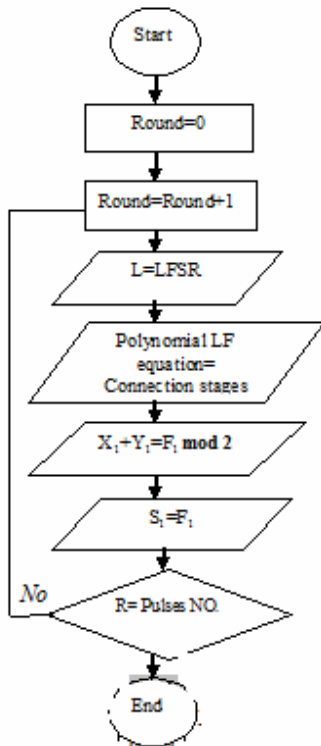 Start
Round=0
Round=Round+1
L=LFSR
Polynomial LF
equation=
Connection stages
X₁+Y₁=F₁ mod 2
S₁=F₁
No
R= Pulses NO.
End